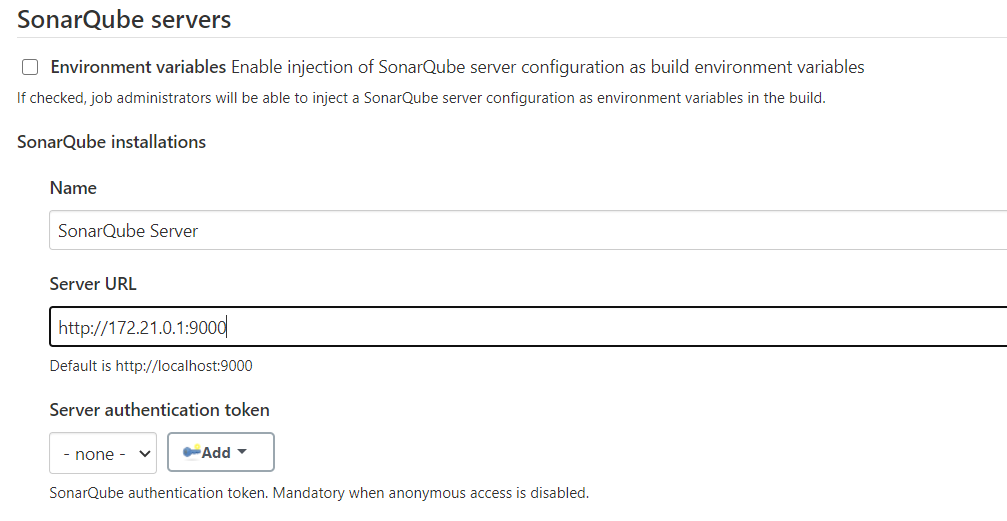 SonarQube servers
Environment variables Enable injection of SonarQube server configuration as build environment variables
If checked, job administrators will be able to inject a SonarQube server configuration as environment variables in the build.
SonarQube installations
Name
SonarQube Server
Server URL
http://172.21.0.1:9000
Default is http://localhost:9000
Server authentication token
- none - Add
SonarQube authentication token. Mandatory when anonymous access is disabled.